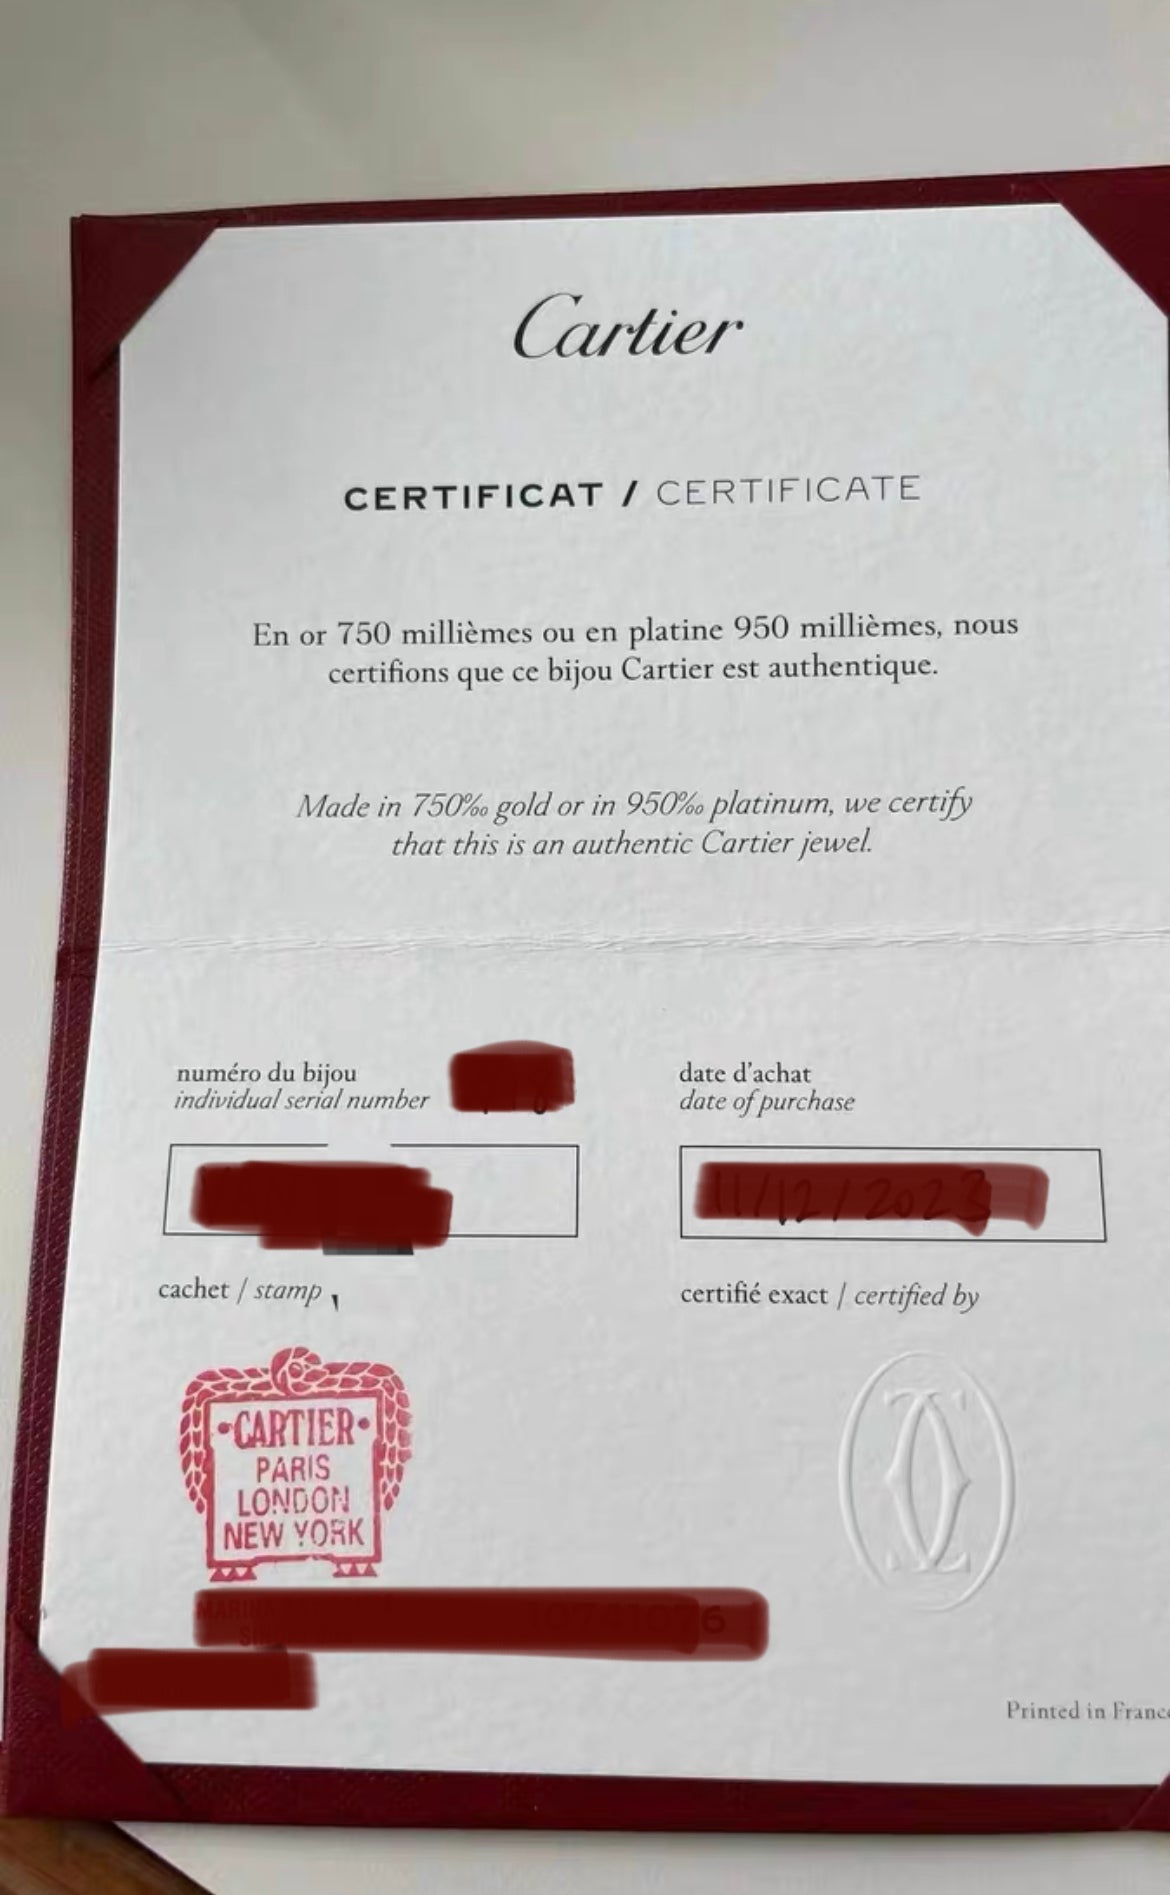 Cartier
CERTIFICAT / CERTIFICATE
En or 750 millièmes ou en platine 950 millièmes, nous
certifions que ce bijou Cartier est authentique.
Made in 750‰ gold or in 950‰ platinum, we certify
that this is an authentic Cartier jewel.
numéro du bijou
individual serial number
date d'achat
date of purchase
11/12/2023
cachet / stamp
certifié exact / certified by
·CARTIER·
PARIS
LONDON
NEW YORK
Printed in France